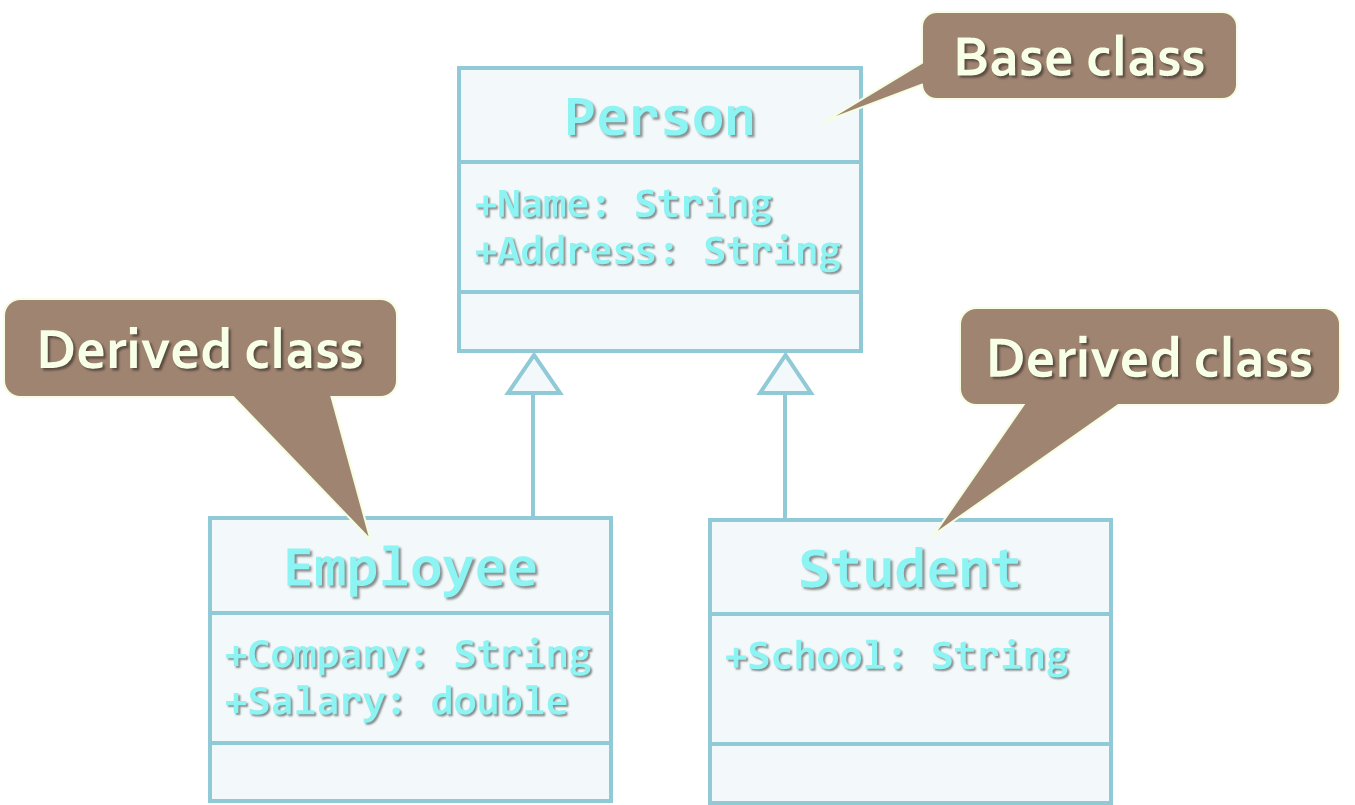 Base class
Person
+Name: String
+Address: String
Derived class
Derived class
Employee
+Company: String
+Salary: double
Student
+School: String